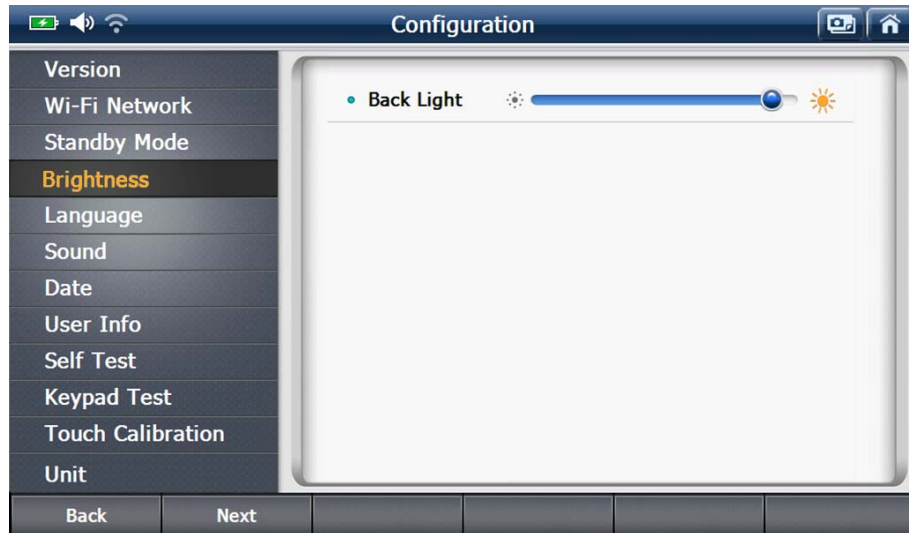 Configuration
Version
Wi-Fi Network
Standby Mode
Brightness
Language
Sound
Date
User Info
Self Test
Keypad Test
Touch Calibration
Unit
Back Light
Back Next